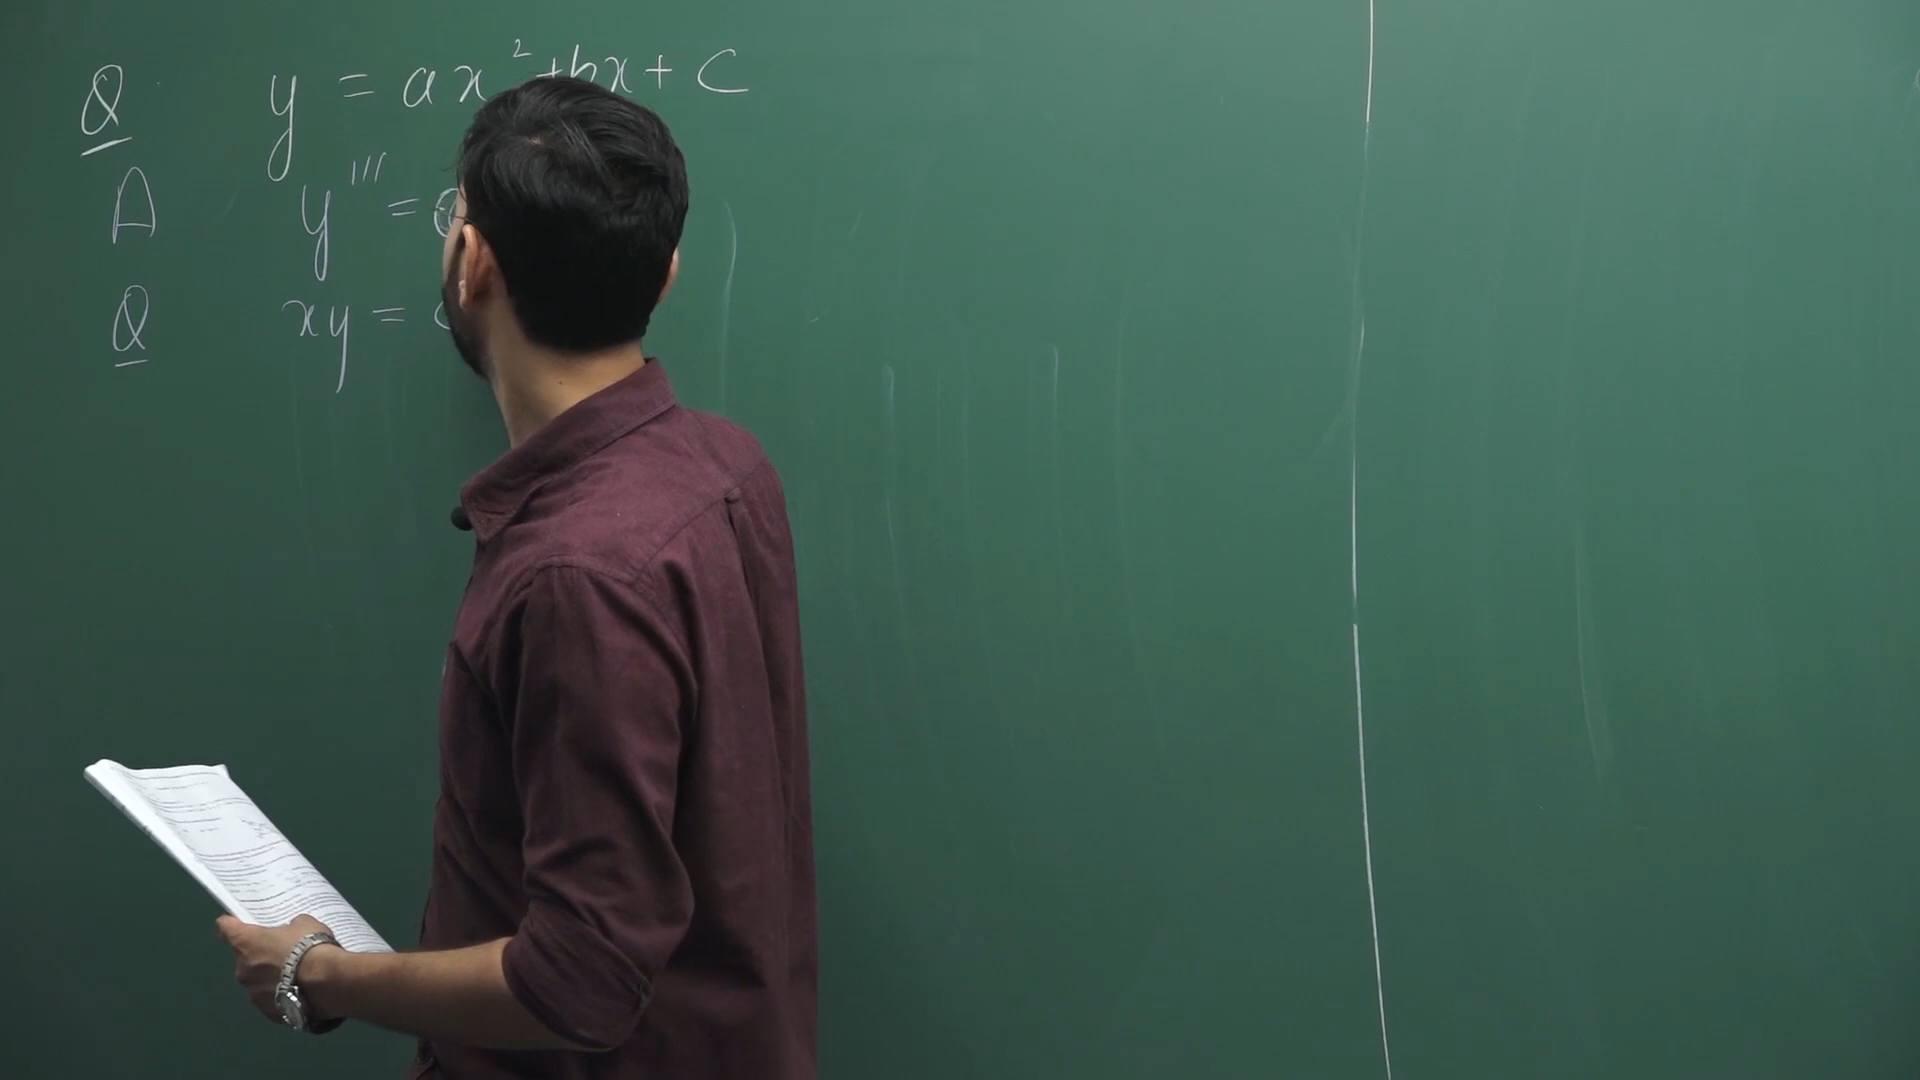 Q y = ax² + bx + c
A y''' = 0
Q xy =